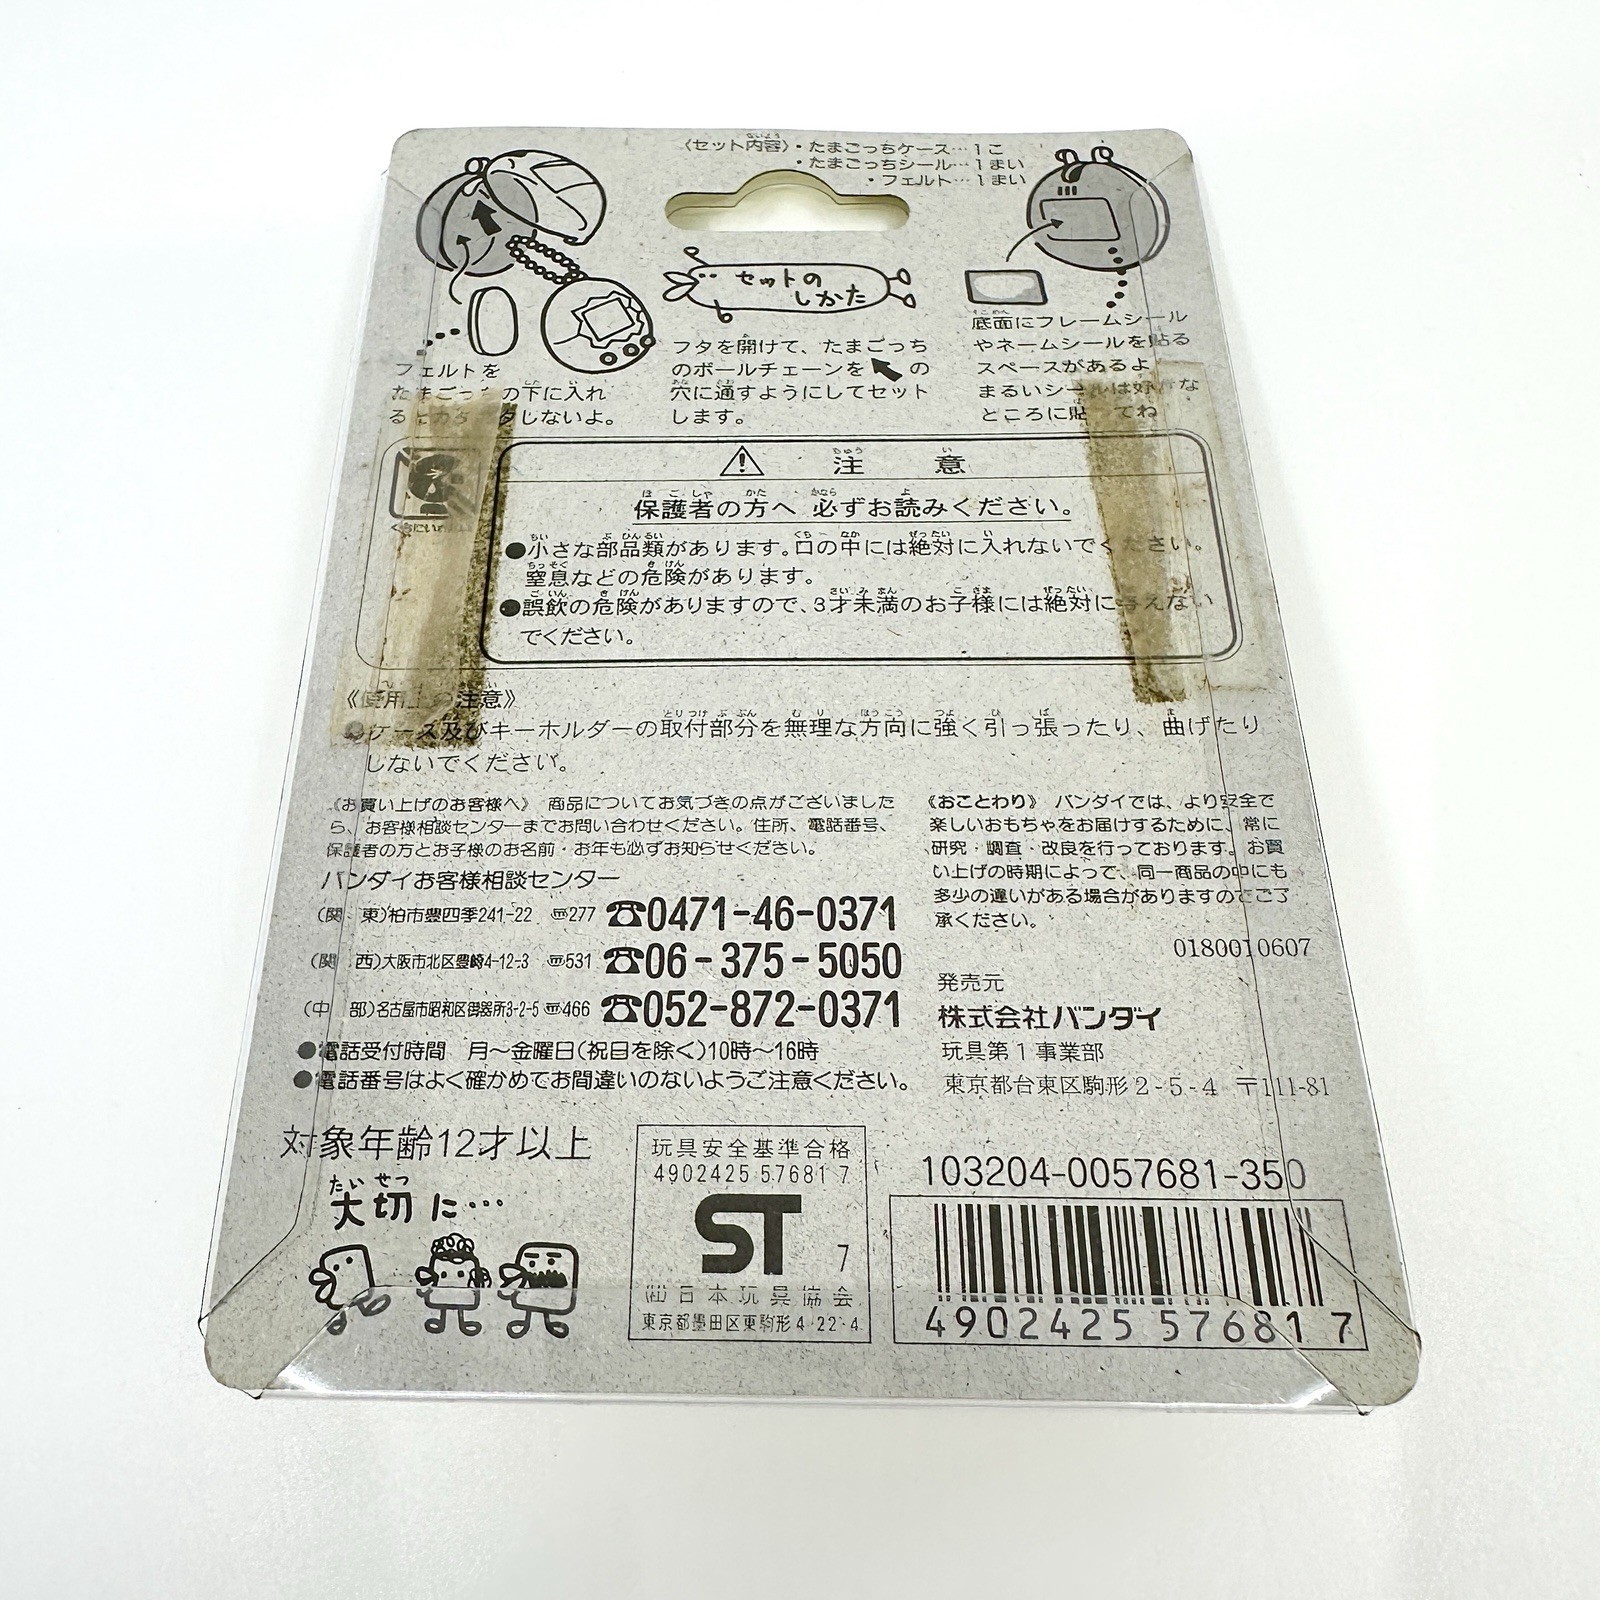 〈セット内容〉・たまごっちケース…1こ
・たまごっちシール…1まい
・フェルト…1まい
セットの
しかた
フェルトを
の下に入れ
タしないよ。
フタを開けて、たまごっち
のボールチェーンを の
穴に通すようにしてセット
します。
底面にフレームシール
やネームシールを貼る
スペースがあるよ
まるいシールは好きな
ところに貼ってね
注意
保護者の方へ 必ずお読みください。
●小さな部品類があります。口の中には絶対に入れないでください。
窒息などの危険があります。
●誤飲の危険がありますので、3才未満のお子様には絶対に与えない
でください。
《使用上の注意》
●ケース及びキーホルダーの取付部分を無理な方向に強く引っ張ったり、曲げたり
しないでください。
《お買い上げのお客様へ》 商品についてお気づきの点がございました
ら、お客様相談センターまでお問い合わせください。住所、電話番号、
保護者の方とお子様のお名前・お年も必ずお知らせください。
バンダイお客様相談センター
(関 東)柏市豊四季241-22 〒277 ☎0471-46-0371
(関 西)大阪市北区豊崎4-12-3 〒531 ☎06-375-5050
(中 部)名古屋市昭和区御器所3-2-5 〒466 ☎052-872-0371
●電話受付時間 月〜金曜日(祝日を除く)10時〜16時
●電話番号はよく確かめてお間違いのないようご注意ください。
《おことわり》 バンダイでは、より安全で
楽しいおもちゃをお届けするために、常に
研究・調査・改良を行っております。お買
い上げの時期によって、同一商品の中にも
多少の違いがある場合がありますのでご了
承ください。
0180010607
発売元
株式会社バンダイ
玩具第1事業部
東京都台東区駒形2-5-4 〒111-81
対象年齢12才以上
大切に…
玩具安全基準合格
4902425 57681 7
ST 7
㈳日本玩具協会
東京都墨田区東駒形4-22-4
103204-0057681-350
4902425 57681 7